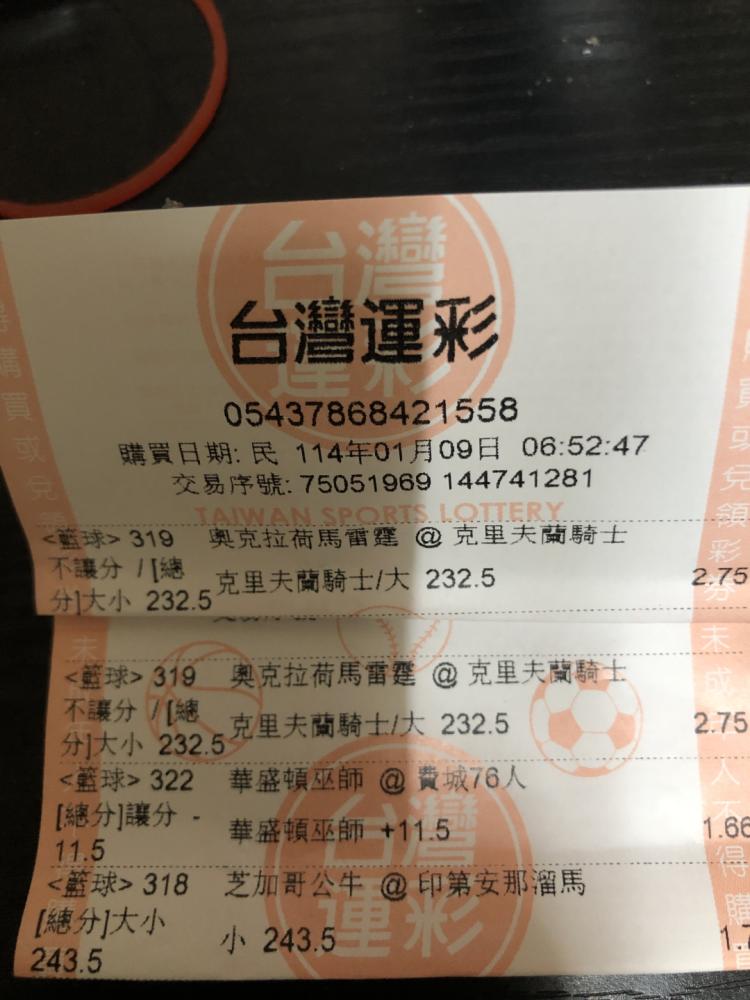 台灣運彩
05437868421558
購買日期: 民 114年01月09日 06:52:47
交易序號: 75051969 144741281
TAIWAN SPORTS LOTTERY
<籃球> 319 奧克拉荷馬雷霆 @ 克里夫蘭騎士
不讓分 / [總
分]大小 232.5 克里夫蘭騎士/大 232.5 2.75
<籃球> 319 奧克拉荷馬雷霆 @ 克里夫蘭騎士
不讓分 / [總
分]大小 232.5 克里夫蘭騎士/大 232.5 2.75
<籃球> 322 華盛頓巫師 @ 費城76人
[總分]讓分 -
11.5 華盛頓巫師 +11.5 1.66
<籃球> 318 芝加哥公牛 @ 印第安那溜馬
[總分]大小
243.5 小 243.5